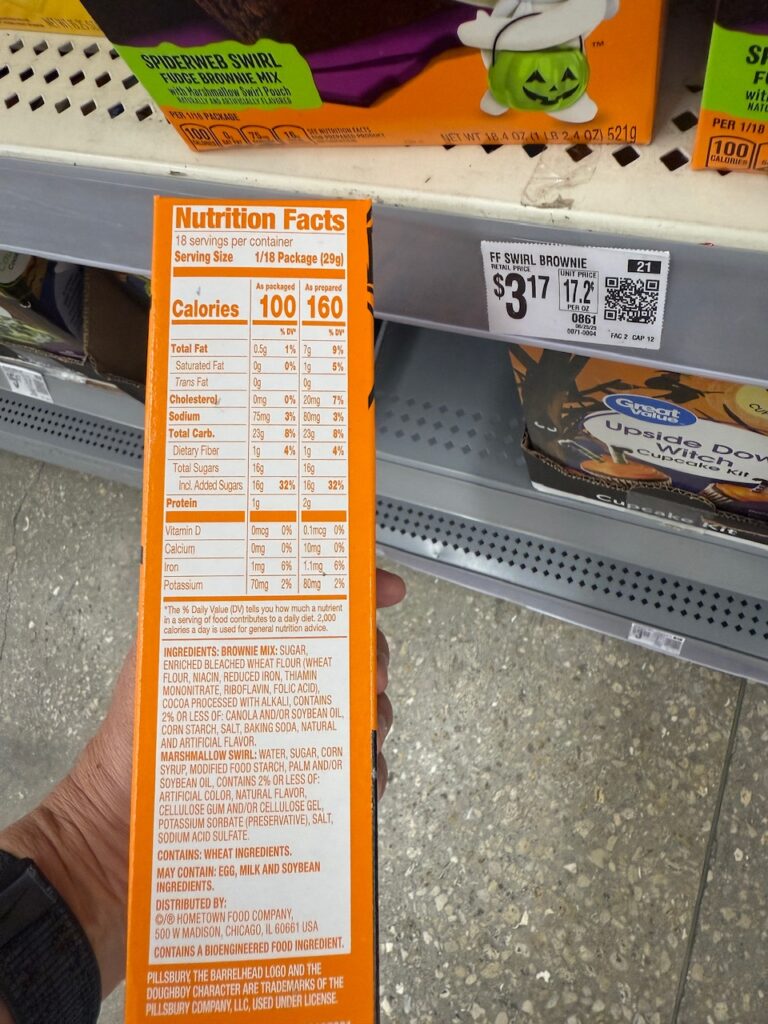 SPIDERWEB SWIRL
FUDGE BROWNIE MIX
with Marshmallow Swirl Pouch
NATURALLY AND ARTIFICIALLY FLAVORED
PER 1/18 PACKAGE
100 CALORIES
NET WT 18.4 OZ (1 LB 2.4 OZ) 521g
TM
PER 1/18
100
CALORIES
Nutrition Facts
18 servings per container
Serving Size 1/18 Package (29g)
As packaged As prepared
Calories 100 160
% DV* % DV*
Total Fat 0.5g 1% 7g 9%
Saturated Fat 0g 0% 1g 5%
Trans Fat 0g 0g
Cholesterol 0mg 0% 20mg 7%
Sodium 75mg 3% 80mg 3%
Total Carb. 23g 8% 23g 8%
Dietary Fiber 1g 4% 1g 4%
Total Sugars 16g 16g
Incl. Added Sugars 16g 32% 16g 32%
Protein 1g 2g
Vitamin D 0mcg 0% 0.1mcg 0%
Calcium 0mg 0% 10mg 0%
Iron 1mg 6% 1.1mg 6%
Potassium 70mg 2% 80mg 2%
*The % Daily Value (DV) tells you how much a nutrient
in a serving of food contributes to a daily diet. 2,000
calories a day is used for general nutrition advice.
INGREDIENTS: BROWNIE MIX: SUGAR,
ENRICHED BLEACHED WHEAT FLOUR (WHEAT
FLOUR, NIACIN, REDUCED IRON, THIAMIN
MONONITRATE, RIBOFLAVIN, FOLIC ACID),
COCOA PROCESSED WITH ALKALI, CONTAINS
2% OR LESS OF: CANOLA AND/OR SOYBEAN OIL,
CORN STARCH, SALT, BAKING SODA, NATURAL
AND ARTIFICIAL FLAVOR.
MARSHMALLOW SWIRL: WATER, SUGAR, CORN
SYRUP, MODIFIED FOOD STARCH, PALM AND/OR
SOYBEAN OIL, CONTAINS 2% OR LESS OF:
ARTIFICIAL COLOR, NATURAL FLAVOR,
CELLULOSE GUM AND/OR CELLULOSE GEL,
POTASSIUM SORBATE (PRESERVATIVE), SALT,
SODIUM ACID SULFATE.
CONTAINS: WHEAT INGREDIENTS.
MAY CONTAIN: EGG, MILK AND SOYBEAN
INGREDIENTS.
DISTRIBUTED BY:
©/® HOMETOWN FOOD COMPANY,
500 W MADISON, CHICAGO, IL 60661 USA
CONTAINS A BIOENGINEERED FOOD INGREDIENT.
PILLSBURY, THE BARRELHEAD LOGO AND THE
DOUGHBOY CHARACTER ARE TRADEMARKS OF THE
PILLSBURY COMPANY, LLC, USED UNDER LICENSE.
FF SWIRL BROWNIE 21
RETAIL PRICE UNIT PRICE
$3 17 17.2¢
PER OZ
0861
FAC 2 CAP 12
Great Value
Upside Down
Witch
Cupcake Kit
Cupcake Kit